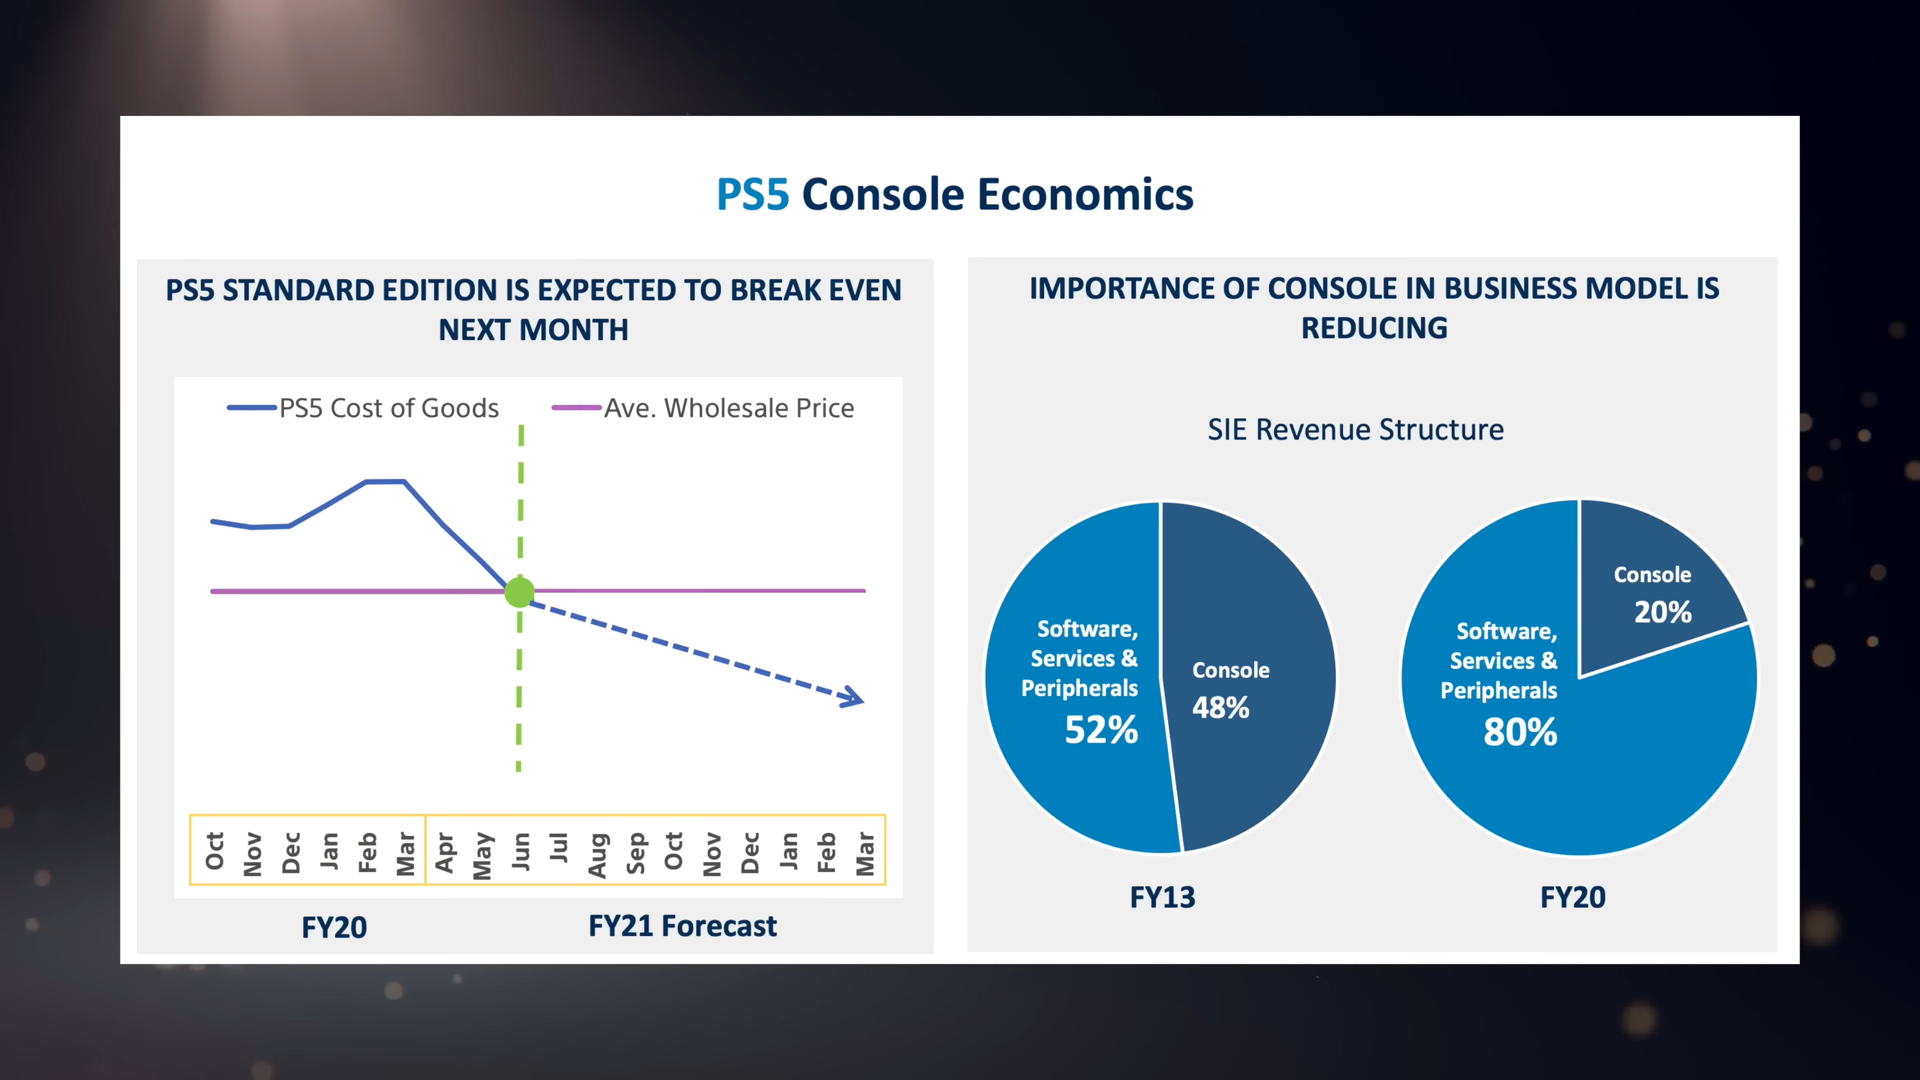 PS5 Console Economics
PS5 STANDARD EDITION IS EXPECTED TO BREAK EVEN
NEXT MONTH
PS5 Cost of Goods
Ave. Wholesale Price
Oct
Nov
Dec
Jan
Feb
Mar
Apr
May
Jun
Jul
Aug
Sep
Oct
Nov
Dec
Jan
Feb
Mar
FY20
FY21 Forecast
IMPORTANCE OF CONSOLE IN BUSINESS MODEL IS
REDUCING
SIE Revenue Structure
Software,
Services &
Peripherals
52%
Console
48%
FY13
Software,
Services &
Peripherals
80%
Console
20%
FY20